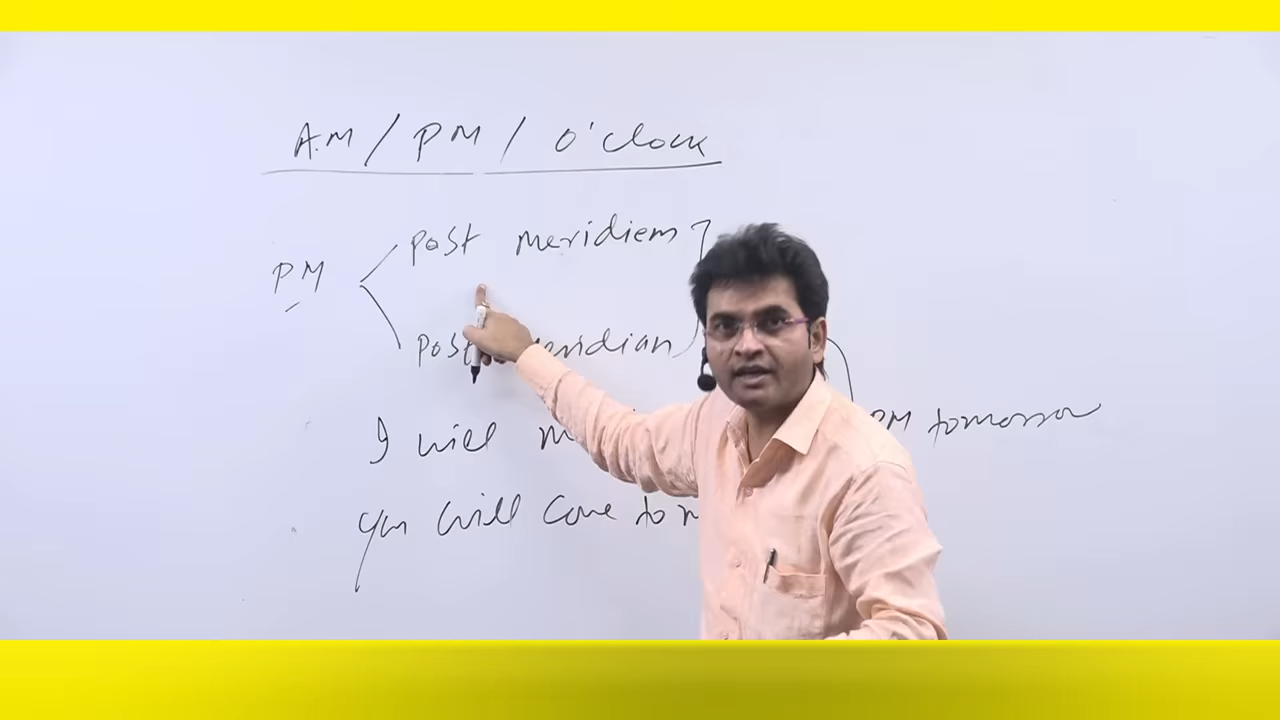 A.M / PM / O'clock
post meridiem
PM
post meridian
I will PM tomorrow
you will come to